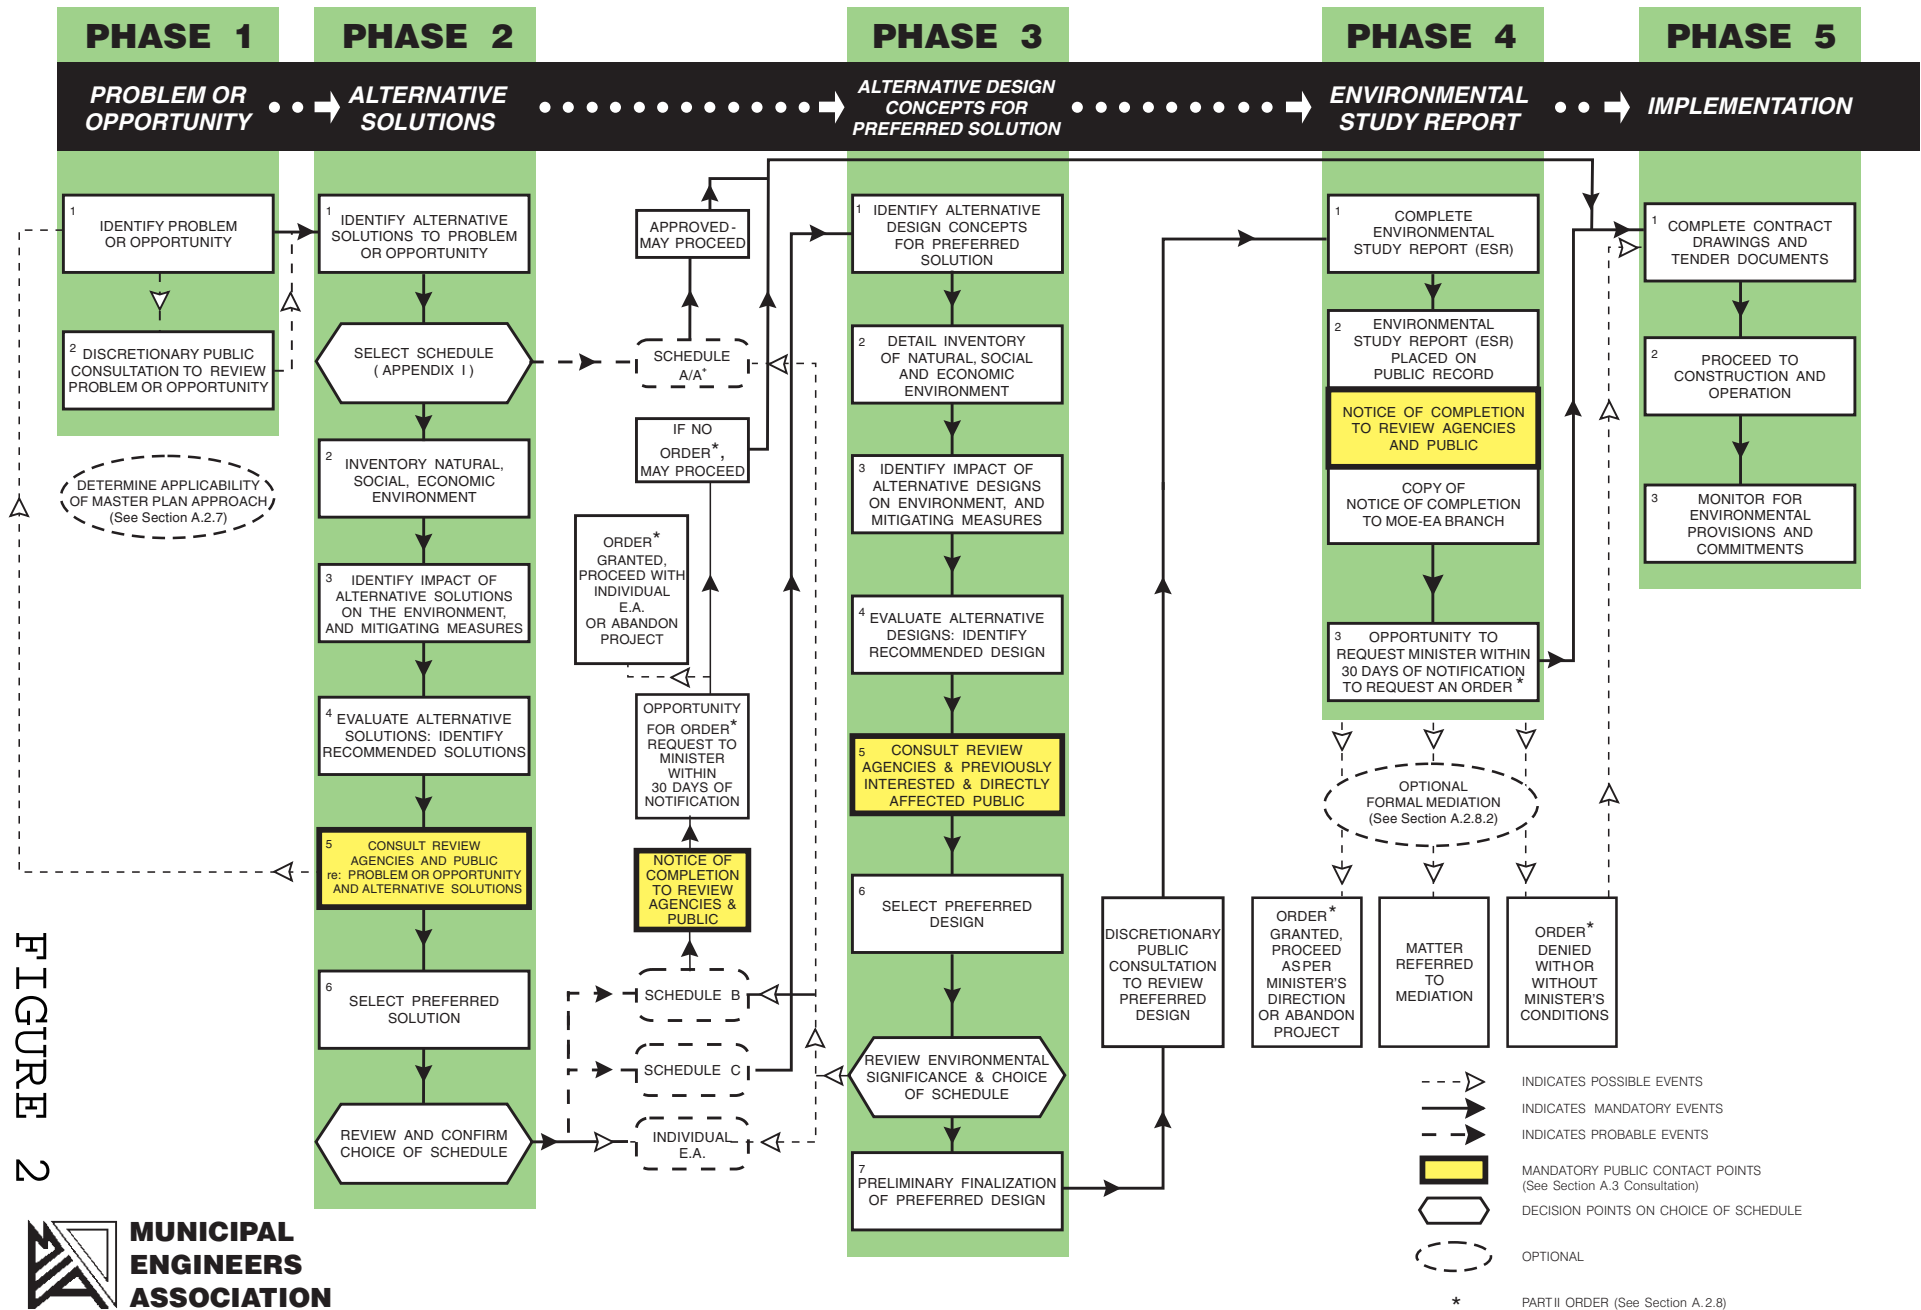 PHASE 1
PHASE 2
PHASE 3
PHASE 4
PHASE 5
PROBLEM OR
OPPORTUNITY
ALTERNATIVE
SOLUTIONS
ALTERNATIVE DESIGN
CONCEPTS FOR
PREFERRED SOLUTION
ENVIRONMENTAL
STUDY REPORT
IMPLEMENTATION
1
IDENTIFY PROBLEM
OR OPPORTUNITY
2 DISCRETIONARY PUBLIC
CONSULTATION TO REVIEW
PROBLEM OR OPPORTUNITY
DETERMINE APPLICABILITY
OF MASTER PLAN APPROACH
(See Section A.2.7)
1
IDENTIFY ALTERNATIVE
SOLUTIONS TO PROBLEM
OR OPPORTUNITY
SELECT SCHEDULE
( APPENDIX I )
2
INVENTORY NATURAL,
SOCIAL, ECONOMIC
ENVIRONMENT
3 IDENTIFY IMPACT OF
ALTERNATIVE SOLUTIONS
ON THE ENVIRONMENT,
AND MITIGATING MEASURES
4 EVALUATE ALTERNATIVE
SOLUTIONS: IDENTIFY
RECOMMENDED SOLUTIONS
5 CONSULT REVIEW
AGENCIES AND PUBLIC
re: PROBLEM OR OPPORTUNITY
AND ALTERNATIVE SOLUTIONS
6
SELECT PREFERRED
SOLUTION
REVIEW AND CONFIRM
CHOICE OF SCHEDULE
APPROVED-
MAY PROCEED
SCHEDULE
A/A+
IF NO
ORDER*,
MAY PROCEED
ORDER*
GRANTED,
PROCEED WITH
INDIVIDUAL
E.A.
OR ABANDON
PROJECT
OPPORTUNITY
FOR ORDER*
REQUEST TO
MINISTER
WITHIN
30 DAYS OF
NOTIFICATION
NOTICE OF
COMPLETION
TO REVIEW
AGENCIES &
PUBLIC
SCHEDULE B
SCHEDULE C
INDIVIDUAL
E.A.
1 IDENTIFY ALTERNATIVE
DESIGN CONCEPTS
FOR PREFERRED
SOLUTION
2 DETAIL INVENTORY
OF NATURAL, SOCIAL
AND ECONOMIC
ENVIRONMENT
3 IDENTIFY IMPACT OF
ALTERNATIVE DESIGNS
ON ENVIRONMENT, AND
MITIGATING MEASURES
4 EVALUATE ALTERNATIVE
DESIGNS: IDENTIFY
RECOMMENDED DESIGN
5 CONSULT REVIEW
AGENCIES & PREVIOUSLY
INTERESTED & DIRECTLY
AFFECTED PUBLIC
6
SELECT PREFERRED
DESIGN
REVIEW ENVIRONMENTAL
SIGNIFICANCE & CHOICE
OF SCHEDULE
7
PRELIMINARY FINALIZATION
OF PREFERRED DESIGN
DISCRETIONARY
PUBLIC
CONSULTATION
TO REVIEW
PREFERRED
DESIGN
1
COMPLETE
ENVIRONMENTAL
STUDY REPORT (ESR)
2 ENVIRONMENTAL
STUDY REPORT (ESR)
PLACED ON
PUBLIC RECORD
NOTICE OF COMPLETION
TO REVIEW AGENCIES
AND PUBLIC
COPY OF
NOTICE OF COMPLETION
TO MOE-EA BRANCH
3 OPPORTUNITY TO
REQUEST MINISTER WITHIN
30 DAYS OF NOTIFICATION
TO REQUEST AN ORDER *
OPTIONAL
FORMAL MEDIATION
(See Section A.2.8.2)
ORDER*
GRANTED,
PROCEED
AS PER
MINISTER'S
DIRECTION
OR ABANDON
PROJECT
MATTER
REFERRED
TO
MEDIATION
ORDER*
DENIED
WITH OR
WITHOUT
MINISTER'S
CONDITIONS
1
COMPLETE CONTRACT
DRAWINGS AND
TENDER DOCUMENTS
2
PROCEED TO
CONSTRUCTION AND
OPERATION
3 MONITOR FOR
ENVIRONMENTAL
PROVISIONS AND
COMMITMENTS
INDICATES POSSIBLE EVENTS
INDICATES MANDATORY EVENTS
INDICATES PROBABLE EVENTS
MANDATORY PUBLIC CONTACT POINTS
(See Section A.3 Consultation)
DECISION POINTS ON CHOICE OF SCHEDULE
OPTIONAL
* PART II ORDER (See Section A.2.8)
FIGURE 2
MUNICIPAL
ENGINEERS
ASSOCIATION